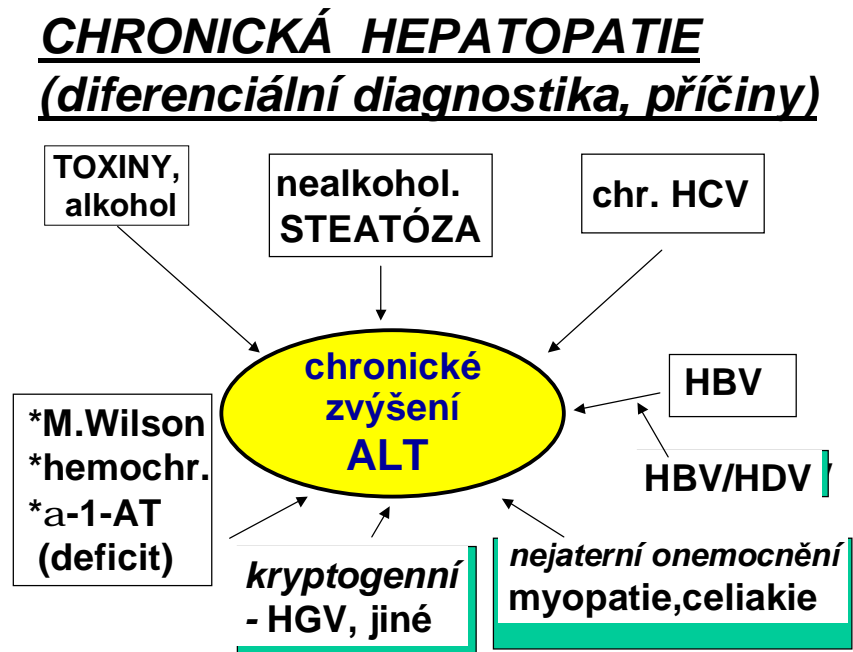 CHRONICKÁ HEPATOPATIE
(diferenciální diagnostika, příčiny)
TOXINY,
alkohol
nealkohol.
STEATÓZA
chr. HCV
chronické
zvýšení
ALT
HBV
HBV/HDV
*M.Wilson
*hemochr.
*a-1-AT
(deficit)
kryptogenní
- HGV, jiné
nejaterní onemocnění
myopatie,celiakie